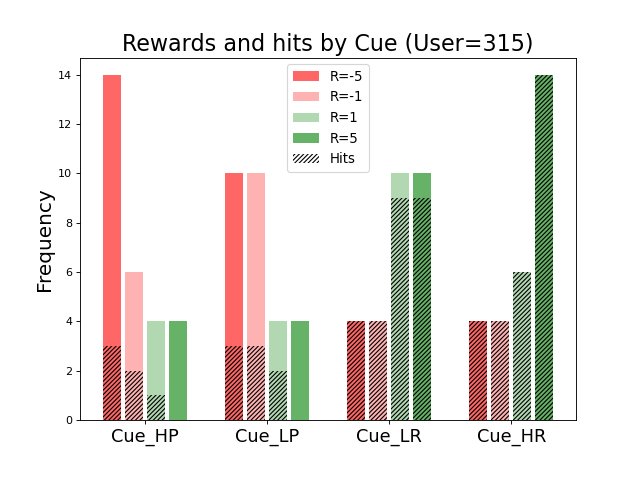 Rewards and hits by Cue (User=315)
R=-5
R=-1
R=1
R=5
Hits
Frequency
14
12
10
8
6
4
2
0
Cue_HP
Cue_LP
Cue_LR
Cue_HR